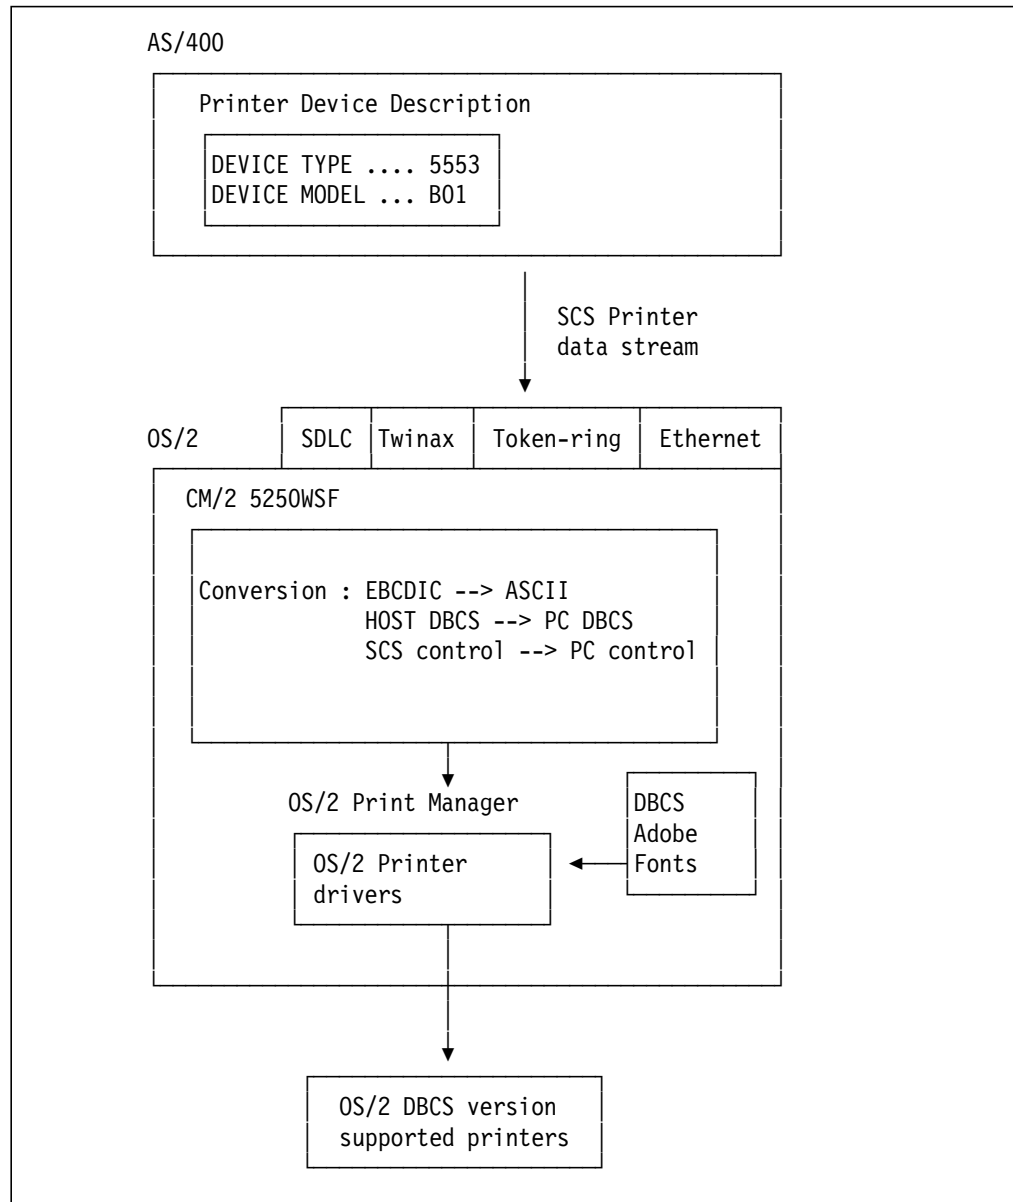 AS/400
Printer Device Description
DEVICE TYPE .... 5553
DEVICE MODEL ... B01
SCS Printer
data stream
OS/2 SDLC Twinax Token-ring Ethernet
CM/2 5250WSF
Conversion : EBCDIC --> ASCII
HOST DBCS --> PC DBCS
SCS control --> PC control
OS/2 Print Manager
DBCS
Adobe
Fonts
OS/2 Printer
drivers
OS/2 DBCS version
supported printers